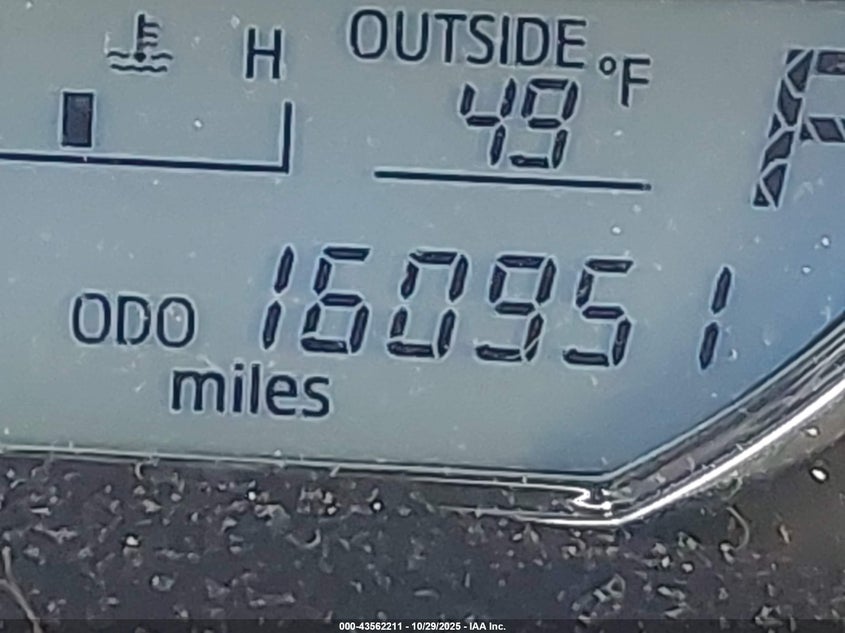 H
OUTSIDE
49 °F
ODO 160951
miles
000-43562211 - 10/29/2025 - IAA Inc.